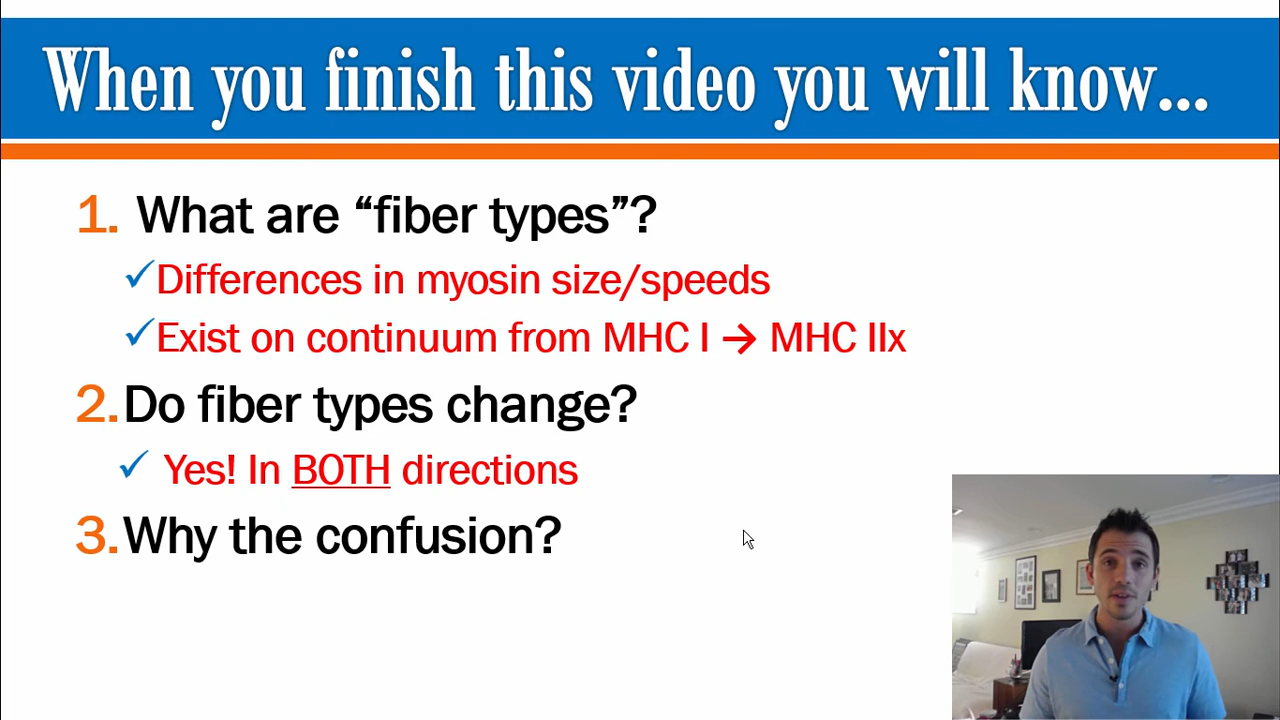 When you finish this video you will know...
1. What are “fiber types”?
✓Differences in myosin size/speeds
✓Exist on continuum from MHC I → MHC IIx
2. Do fiber types change?
✓ Yes! In BOTH directions
3. Why the confusion?